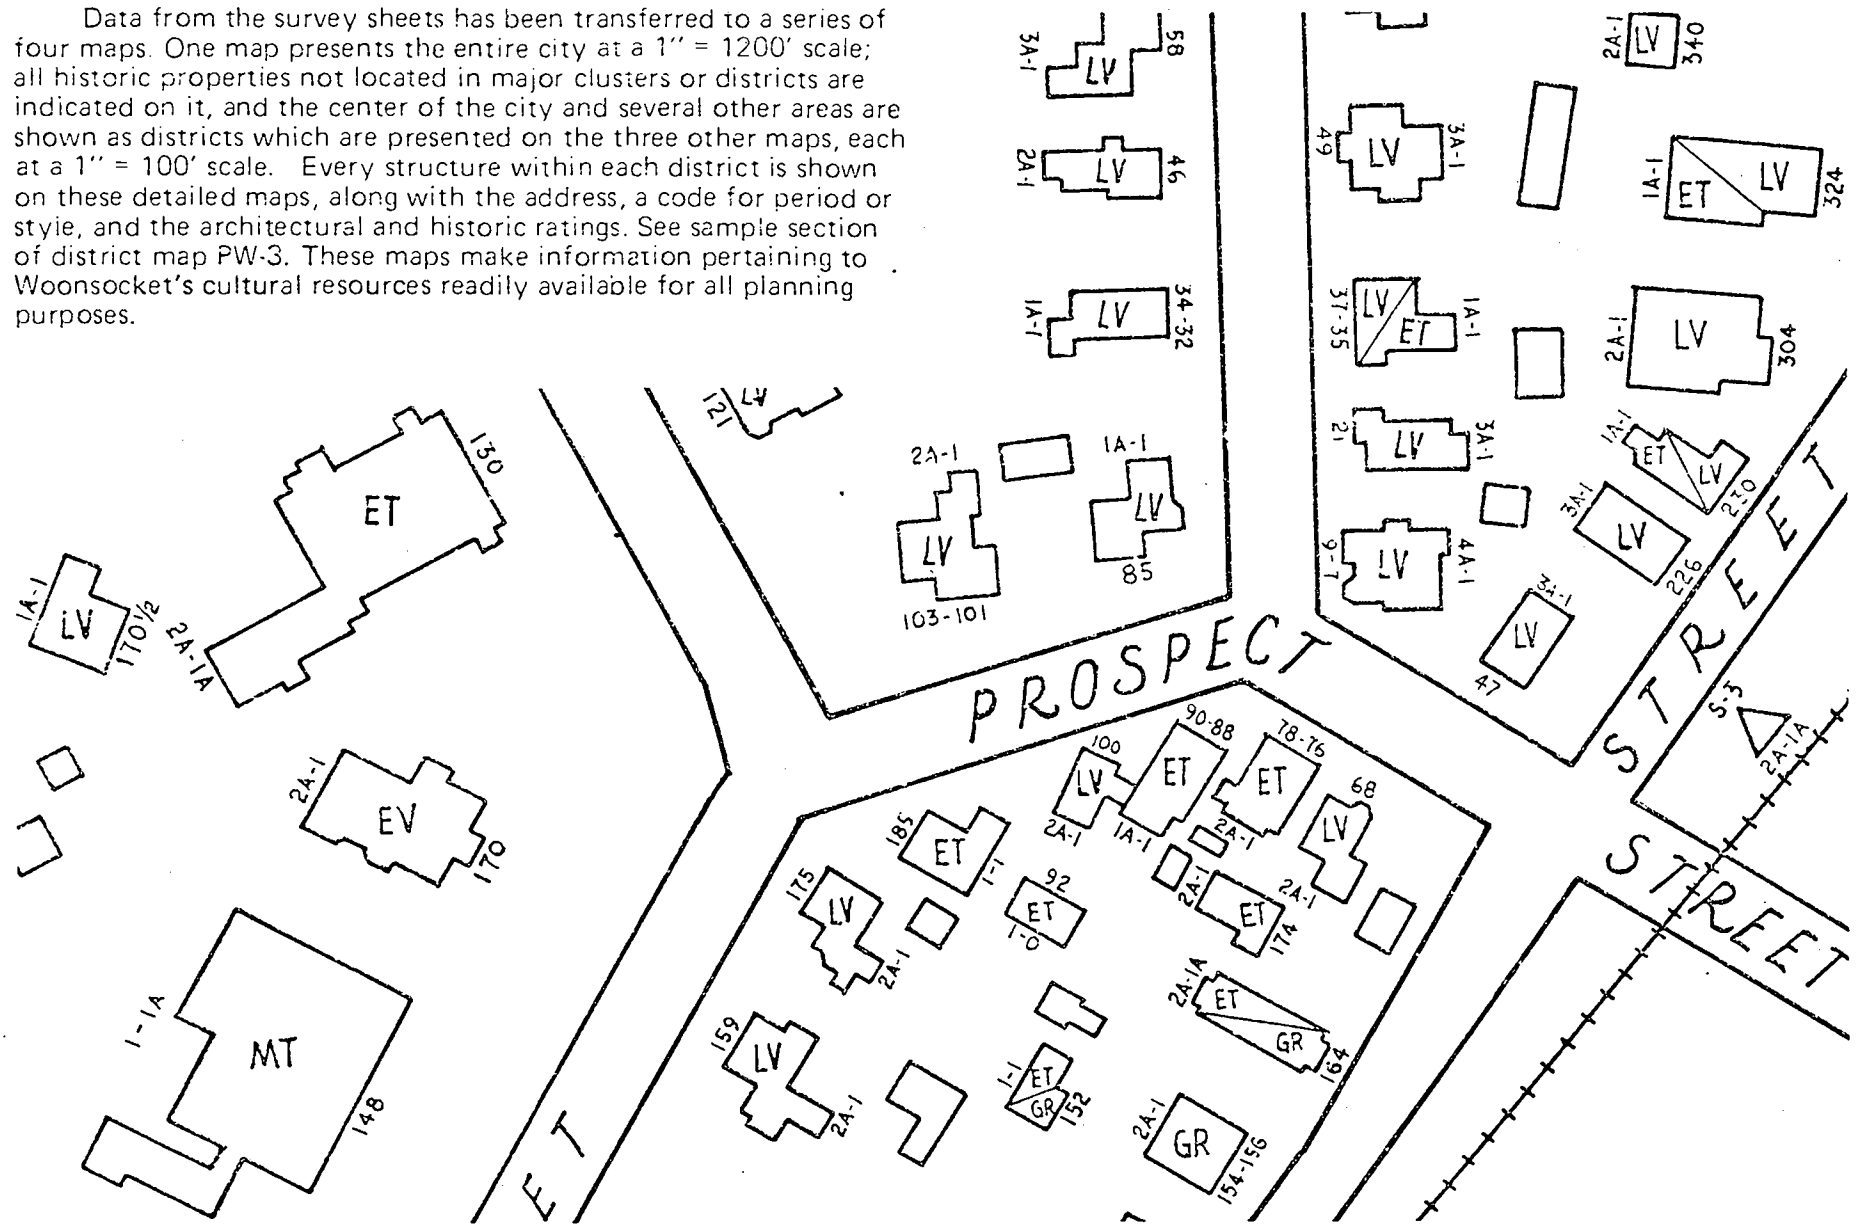 Data from the survey sheets has been transferred to a series of
four maps. One map presents the entire city at a 1'' = 1200' scale;
all historic properties not located in major clusters or districts are
indicated on it, and the center of the city and several other areas are
shown as districts which are presented on the three other maps, each
at a 1'' = 100' scale. Every structure within each district is shown
on these detailed maps, along with the address, a code for period or
style, and the architectural and historic ratings. See sample section
of district map PW-3. These maps make information pertaining to
Woonsocket's cultural resources readily available for all planning
purposes.
3A-1
LV
58
2A-1
LV
46
1A-1
LV
34-32
2A-1
LV
340
49
LV
3A-1
1A-1
ET
LV
324
37-35
LV
ET
1A-1
2A-1
LV
304
21
LV
3A-1
1A-1
ET
LV
230
3A-1
LV
226
9-7
LV
4A-1
3A-1
LV
47
121
LV
2A-1
LV
103-101
1A-1
LV
85
130
ET
2A-1A
1A-1
LV
170½
2A-1
EV
170
1-1A
MT
148
PROSPECT
STREET
STREET
S-3
2A-1A
100
LV
2A-1
90-88
ET
1A-1
78-76
ET
2A-1
68
LV
2A-1
185
ET
1-1
92
ET
1-0
2A-1
ET
174
175
LV
2A-1
2A-1A
ET
GR
164
159
LV
2A-1
1-1
ET
GR
152
2A-1
GR
154-156
ET